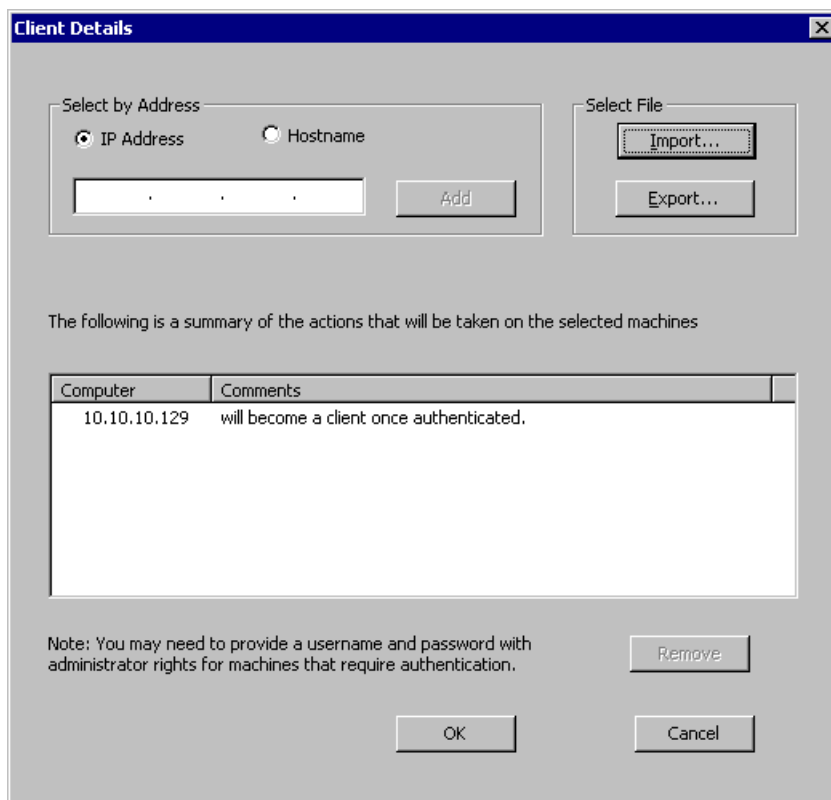 Client Details
Select by Address
IP Address
Hostname
. . .
Add
Select File
Import...
Export...
The following is a summary of the actions that will be taken on the selected machines
Computer Comments
10.10.10.129 will become a client once authenticated.
Note: You may need to provide a username and password with
administrator rights for machines that require authentication.
Remove
OK
Cancel